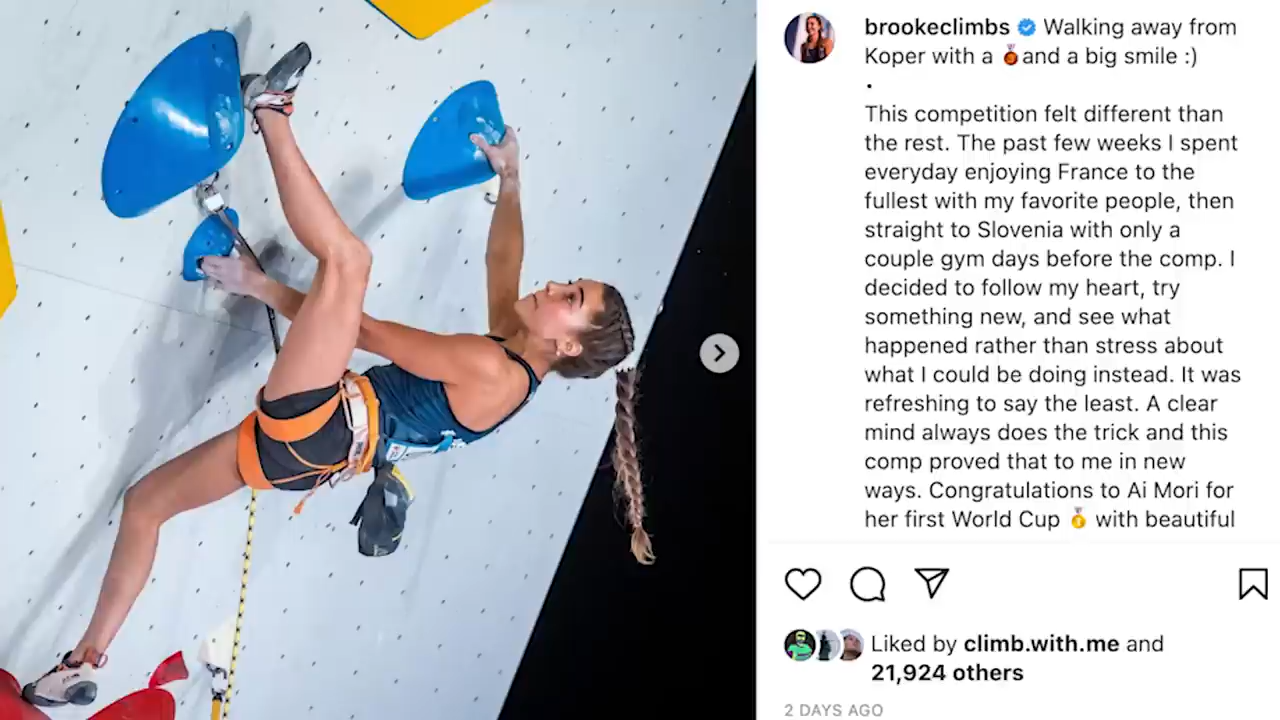 brookeclimbs Walking away from
Koper with a 🏅and a big smile :)
.
This competition felt different than
the rest. The past few weeks I spent
everyday enjoying France to the
fullest with my favorite people, then
straight to Slovenia with only a
couple gym days before the comp. I
decided to follow my heart, try
something new, and see what
happened rather than stress about
what I could be doing instead. It was
refreshing to say the least. A clear
mind always does the trick and this
comp proved that to me in new
ways. Congratulations to Ai Mori for
her first World Cup 🥇 with beautiful
Liked by climb.with.me and
21,924 others
2 DAYS AGO